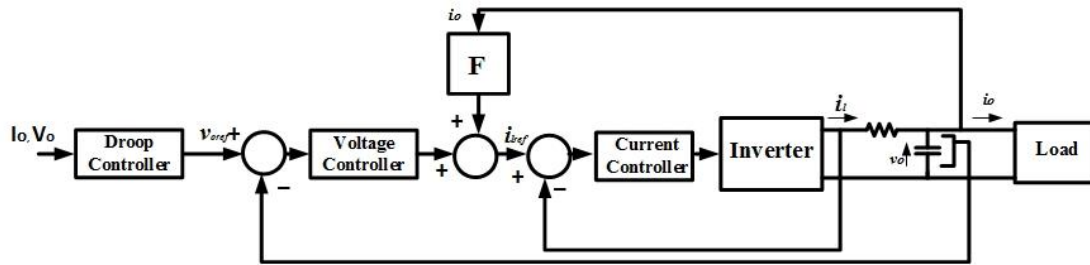 io
F
+
Io,Vo
Droop
Controller
voref+
−
Voltage
Controller
+
ilref
+
−
Current
Controller
Inverter
il
vo
io
Load